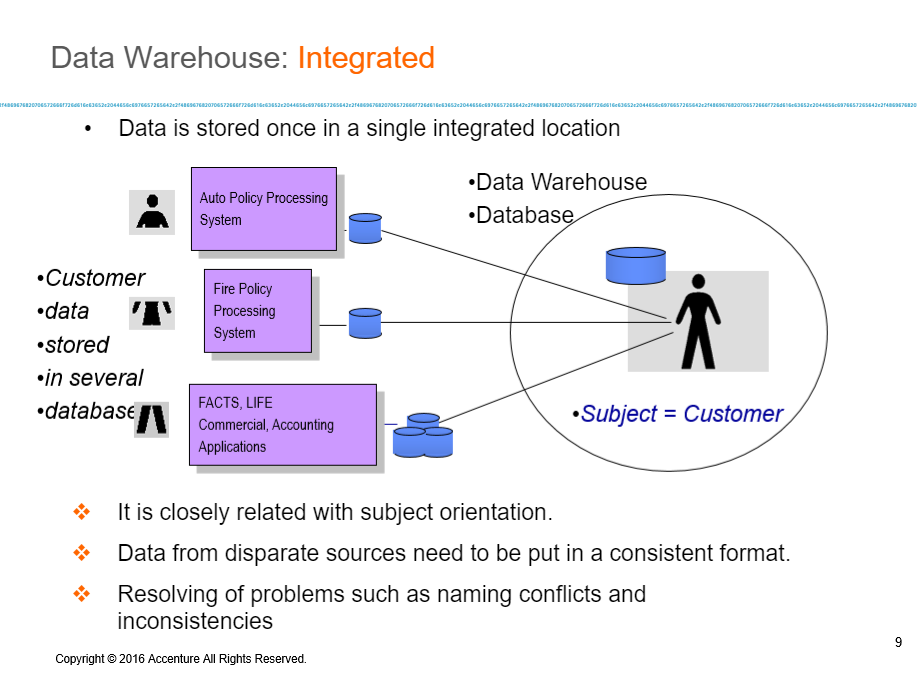 Data Warehouse: Integrated
• Data is stored once in a single integrated location
Auto Policy Processing
System
•Data Warehouse
•Database
•Customer
•data
•stored
•in several
•database
Fire Policy
Processing
System
FACTS, LIFE
Commercial, Accounting
Applications
•Subject = Customer
❖ It is closely related with subject orientation.
❖ Data from disparate sources need to be put in a consistent format.
❖ Resolving of problems such as naming conflicts and
inconsistencies
9
Copyright © 2016 Accenture All Rights Reserved.